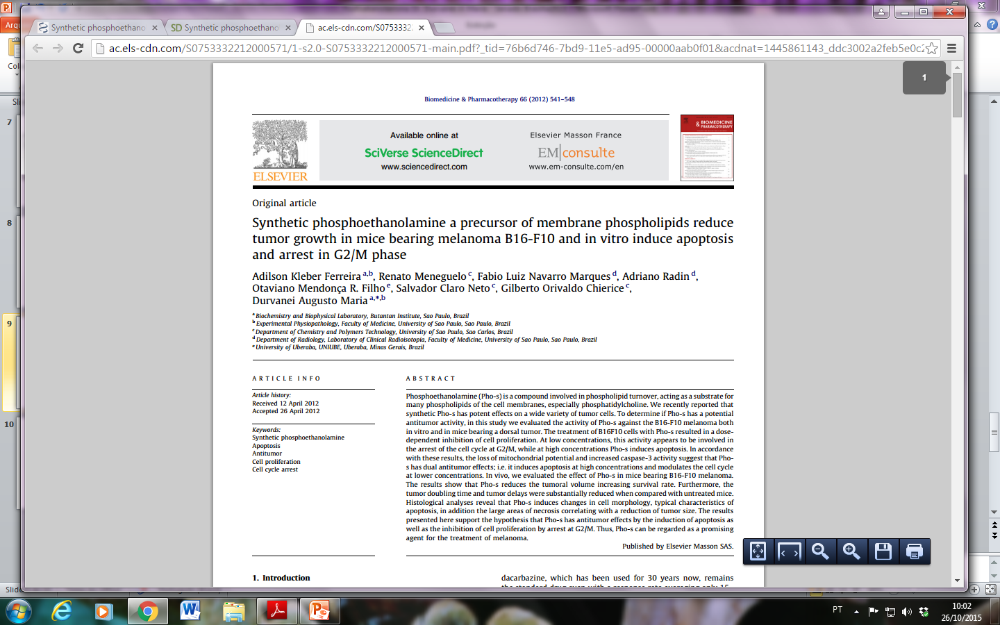 Arqu
Synthetic phosphoethano
SD Synthetic phosphoethano
ac.els-cdn.com/S0753332
ac.els-cdn.com/S0753332212000571/1-s2.0-S0753332212000571-main.pdf?_tid=76b6d746-7bd9-11e5-ad95-00000aab0f01&acdnat=1445861143_ddc3002a2feb5e0c2
Col
Sli
7
8
9
10
1
Biomedicine & Pharmacotherapy 66 (2012) 541–548
ELSEVIER
Available online at
SciVerse ScienceDirect
www.sciencedirect.com
Elsevier Masson France
EM|consulte
www.em-consulte.com/en
& BIOMEDICINE
PHARMACOTHERAPY
Original article
Synthetic phosphoethanolamine a precursor of membrane phospholipids reduce
tumor growth in mice bearing melanoma B16-F10 and in vitro induce apoptosis
and arrest in G2/M phase
Adilson Kleber Ferreira a,b, Renato Meneguelo c, Fabio Luiz Navarro Marques d, Adriano Radin d,
Otaviano Mendonça R. Filho e, Salvador Claro Neto c, Gilberto Orivaldo Chierice c,
Durvanei Augusto Maria a,*,b
a Biochemistry and Biophysical Laboratory, Butantan Institute, Sao Paulo, Brazil
b Experimental Physiopathology, Faculty of Medicine, University of Sao Paulo, Sao Paulo, Brazil
c Department of Chemistry and Polymers Technology, University of Sao Paulo, Sao Carlos, Brazil
d Department of Radiology, Laboratory of Clinical Radioisotopia, Faculty of Medicine, University of Sao Paulo, Sao Paulo, Brazil
e University of Uberaba, UNIUBE, Uberaba, Minas Gerais, Brazil
ARTICLE INFO
Article history:
Received 12 April 2012
Accepted 26 April 2012
Keywords:
Synthetic phosphoethanolamine
Apoptosis
Antitumor
Cell proliferation
Cell cycle arrest
ABSTRACT
Phosphoethanolamine (Pho-s) is a compound involved in phospholipid turnover, acting as a substrate for
many phospholipids of the cell membranes, especially phosphatidylcholine. We recently reported that
synthetic Pho-s has potent effects on a wide variety of tumor cells. To determine if Pho-s has a potential
antitumor activity, in this study we evaluated the activity of Pho-s against the B16-F10 melanoma both
in vitro and in mice bearing a dorsal tumor. The treatment of B16F10 cells with Pho-s resulted in a dose-
dependent inhibition of cell proliferation. At low concentrations, this activity appears to be involved in
the arrest of the cell cycle at G2/M, while at high concentrations Pho-s induces apoptosis. In accordance
with these results, the loss of mitochondrial potential and increased caspase-3 activity suggest that Pho-
s has dual antitumor effects; i.e. it induces apoptosis at high concentrations and modulates the cell cycle
at lower concentrations. In vivo, we evaluated the effect of Pho-s in mice bearing B16-F10 melanoma.
The results show that Pho-s reduces the tumoral volume increasing survival rate. Furthermore, the
tumor doubling time and tumor delays were substantially reduced when compared with untreated mice.
Histological analyses reveal that Pho-s induces changes in cell morphology, typical characteristics of
apoptosis, in addition the large areas of necrosis correlating with a reduction of tumor size. The results
presented here support the hypothesis that Pho-s has antitumor effects by the induction of apoptosis as
well as the inhibition of cell proliferation by arrest at G2/M. Thus, Pho-s can be regarded as a promising
agent for the treatment of melanoma.
Published by Elsevier Masson SAS.
1. Introduction
dacarbazine, which has been used for 30 years now, remains
Slide
PT
10:02
26/10/2015